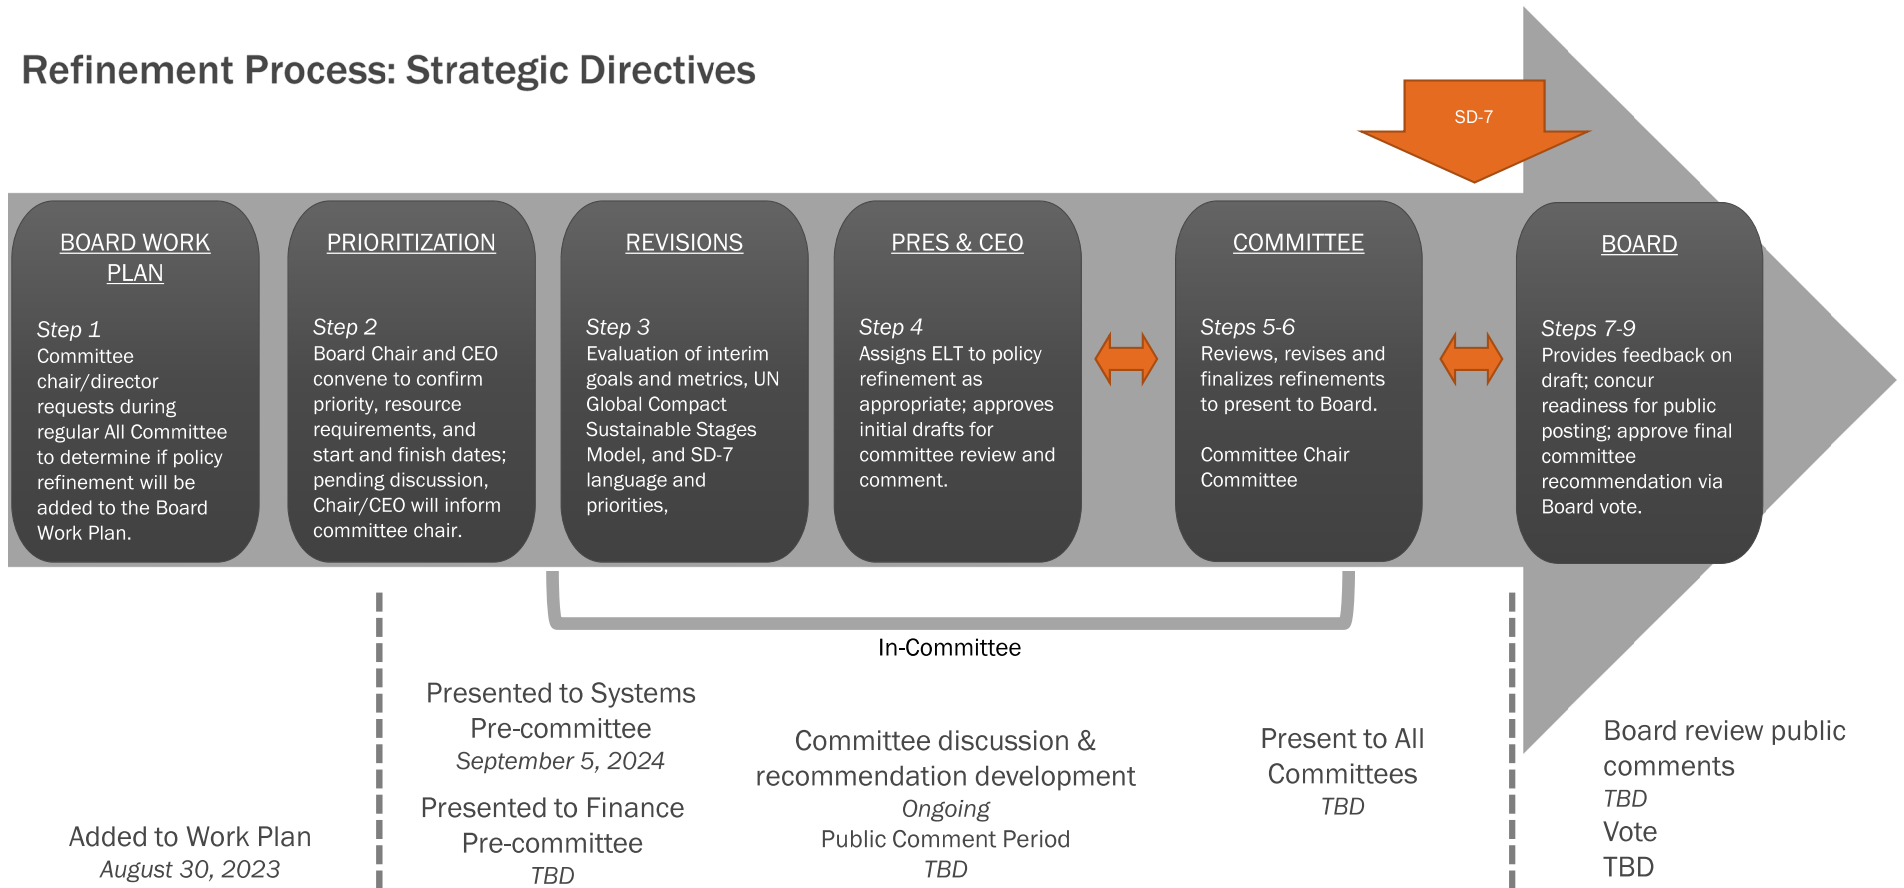 Refinement Process: Strategic Directives
SD-7
BOARD WORK
PLAN
Step 1
Committee
chair/director
requests during
regular All Committee
to determine if policy
refinement will be
added to the Board
Work Plan.
PRIORITIZATION
Step 2
Board Chair and CEO
convene to confirm
priority, resource
requirements, and
start and finish dates;
pending discussion,
Chair/CEO will inform
committee chair.
REVISIONS
Step 3
Evaluation of interim
goals and metrics, UN
Global Compact
Sustainable Stages
Model, and SD-7
language and
priorities,
PRES & CEO
Step 4
Assigns ELT to policy
refinement as
appropriate; approves
initial drafts for
committee review and
comment.
COMMITTEE
Steps 5-6
Reviews, revises and
finalizes refinements
to present to Board.
Committee Chair
Committee
BOARD
Steps 7-9
Provides feedback on
draft; concur
readiness for public
posting; approve final
committee
recommendation via
Board vote.
In-Committee
Added to Work Plan
August 30, 2023
Presented to Systems
Pre-committee
September 5, 2024
Presented to Finance
Pre-committee
TBD
Committee discussion &
recommendation development
Ongoing
Public Comment Period
TBD
Present to All
Committees
TBD
Board review public
comments
TBD
Vote
TBD